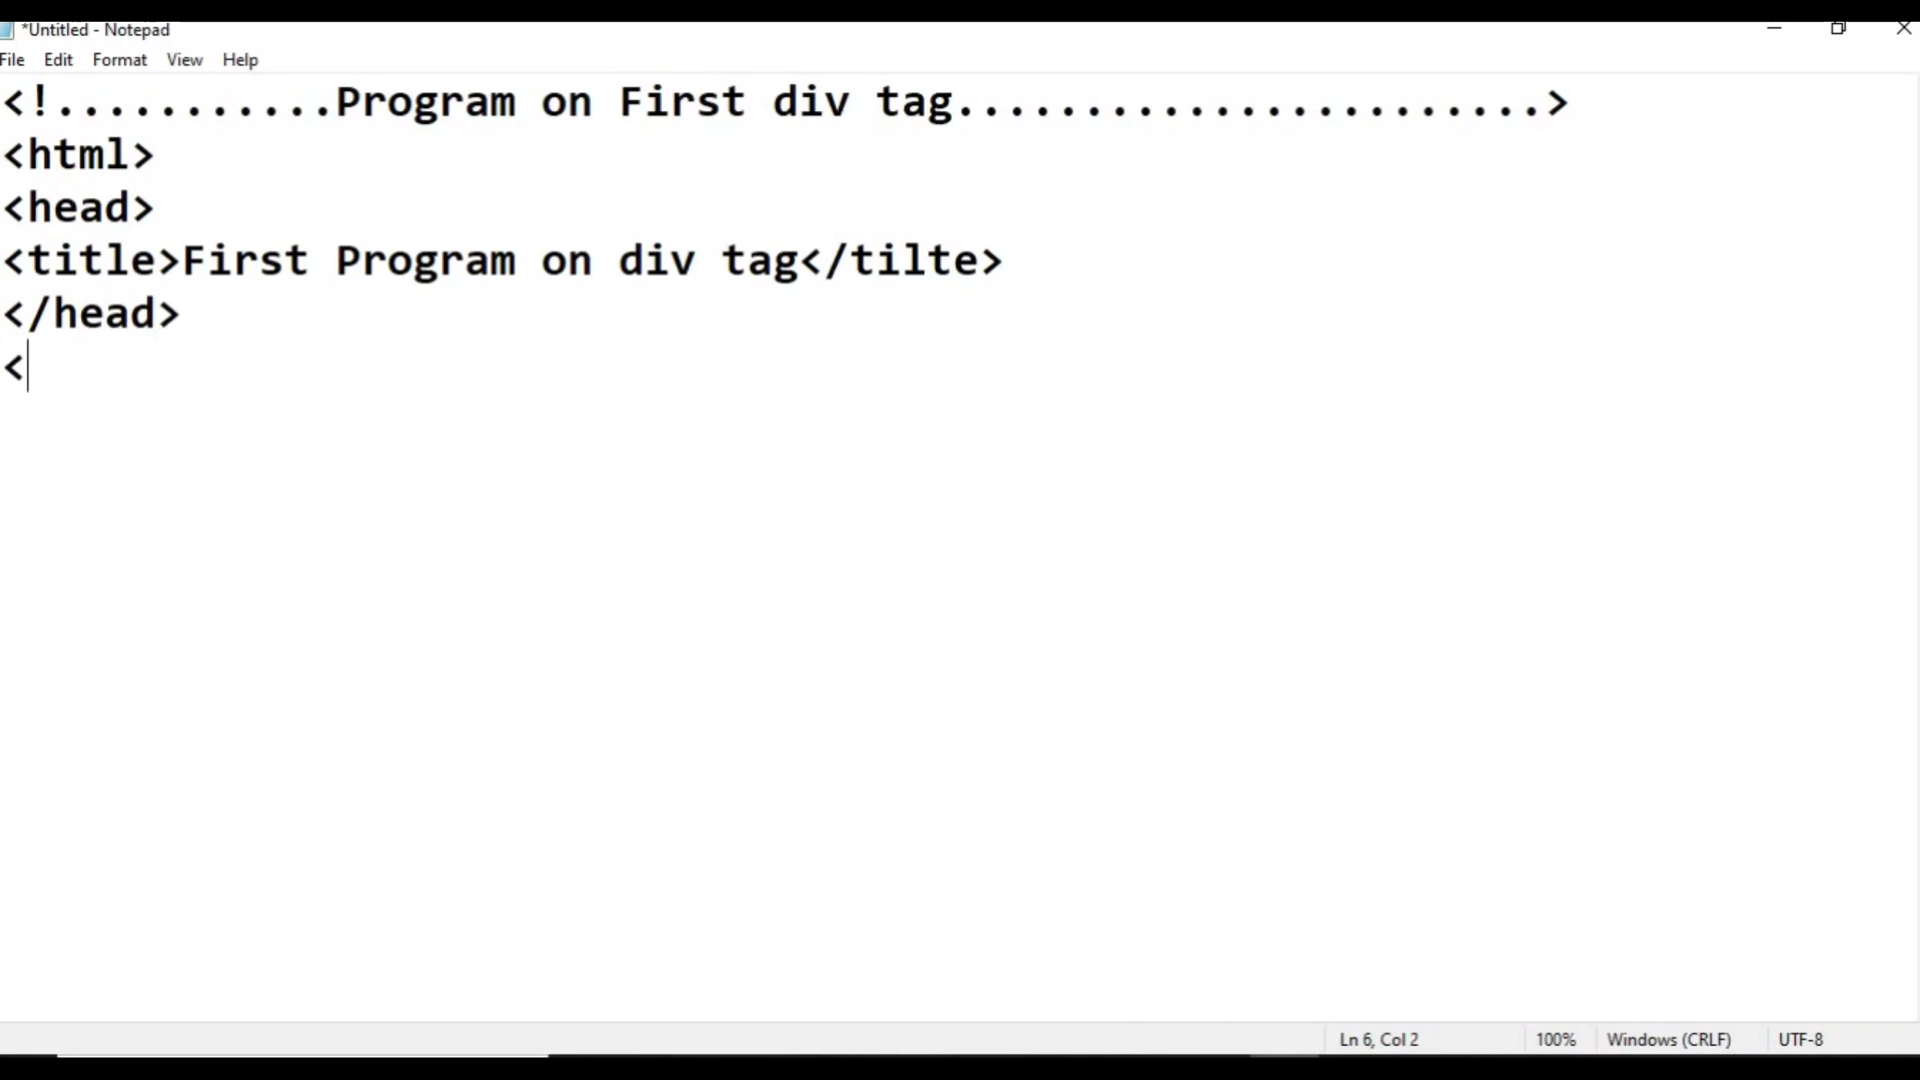 *Untitled - Notepad
File Edit Format View Help
<!...........Program on First div tag.......................>
<html>
<head>
<title>First Program on div tag</tilte>
</head>
<
Ln 6, Col 2 100% Windows (CRLF) UTF-8